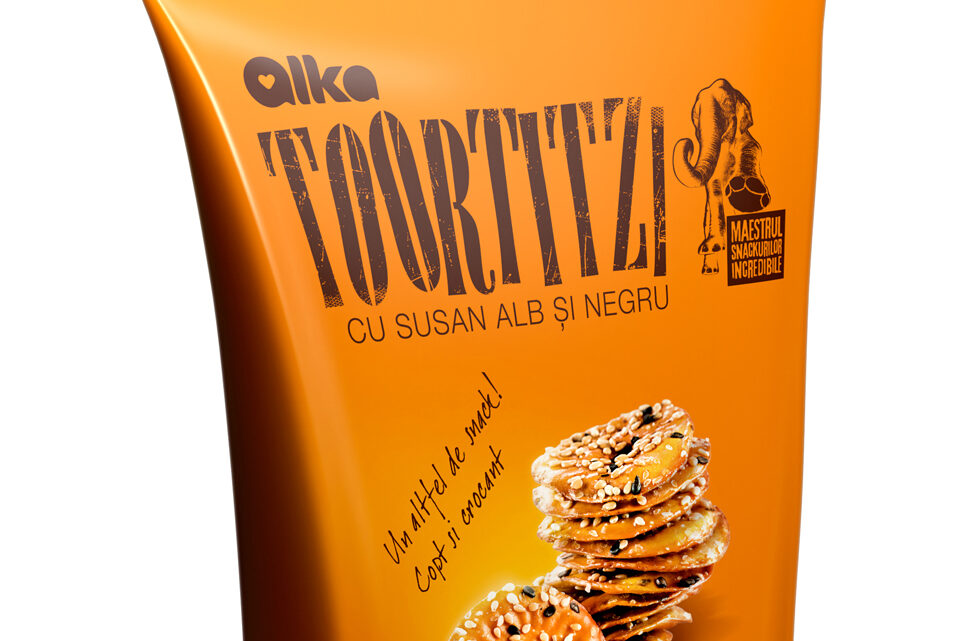 alka
TOORTITZI
MAESTRUL
SNACKURILOR
INCREDIBILE
CU SUSAN ALB ȘI NEGRU
Un altfel de snack!
Copt și crocant